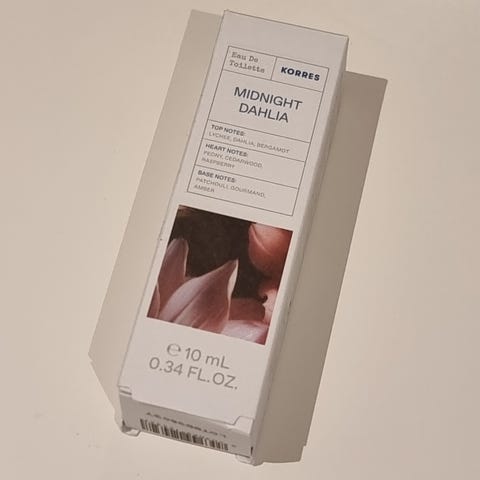 Eau De
Toilette
KORRES
MIDNIGHT
DAHLIA
TOP NOTES:
LYCHEE, DAHLIA, BERGAMOT
HEART NOTES:
PEONY, CEDARWOOD,
RASPBERRY
BASE NOTES:
PATCHOULI, GOURMAND,
AMBER
℮ 10 mL
0.34 FL.OZ.